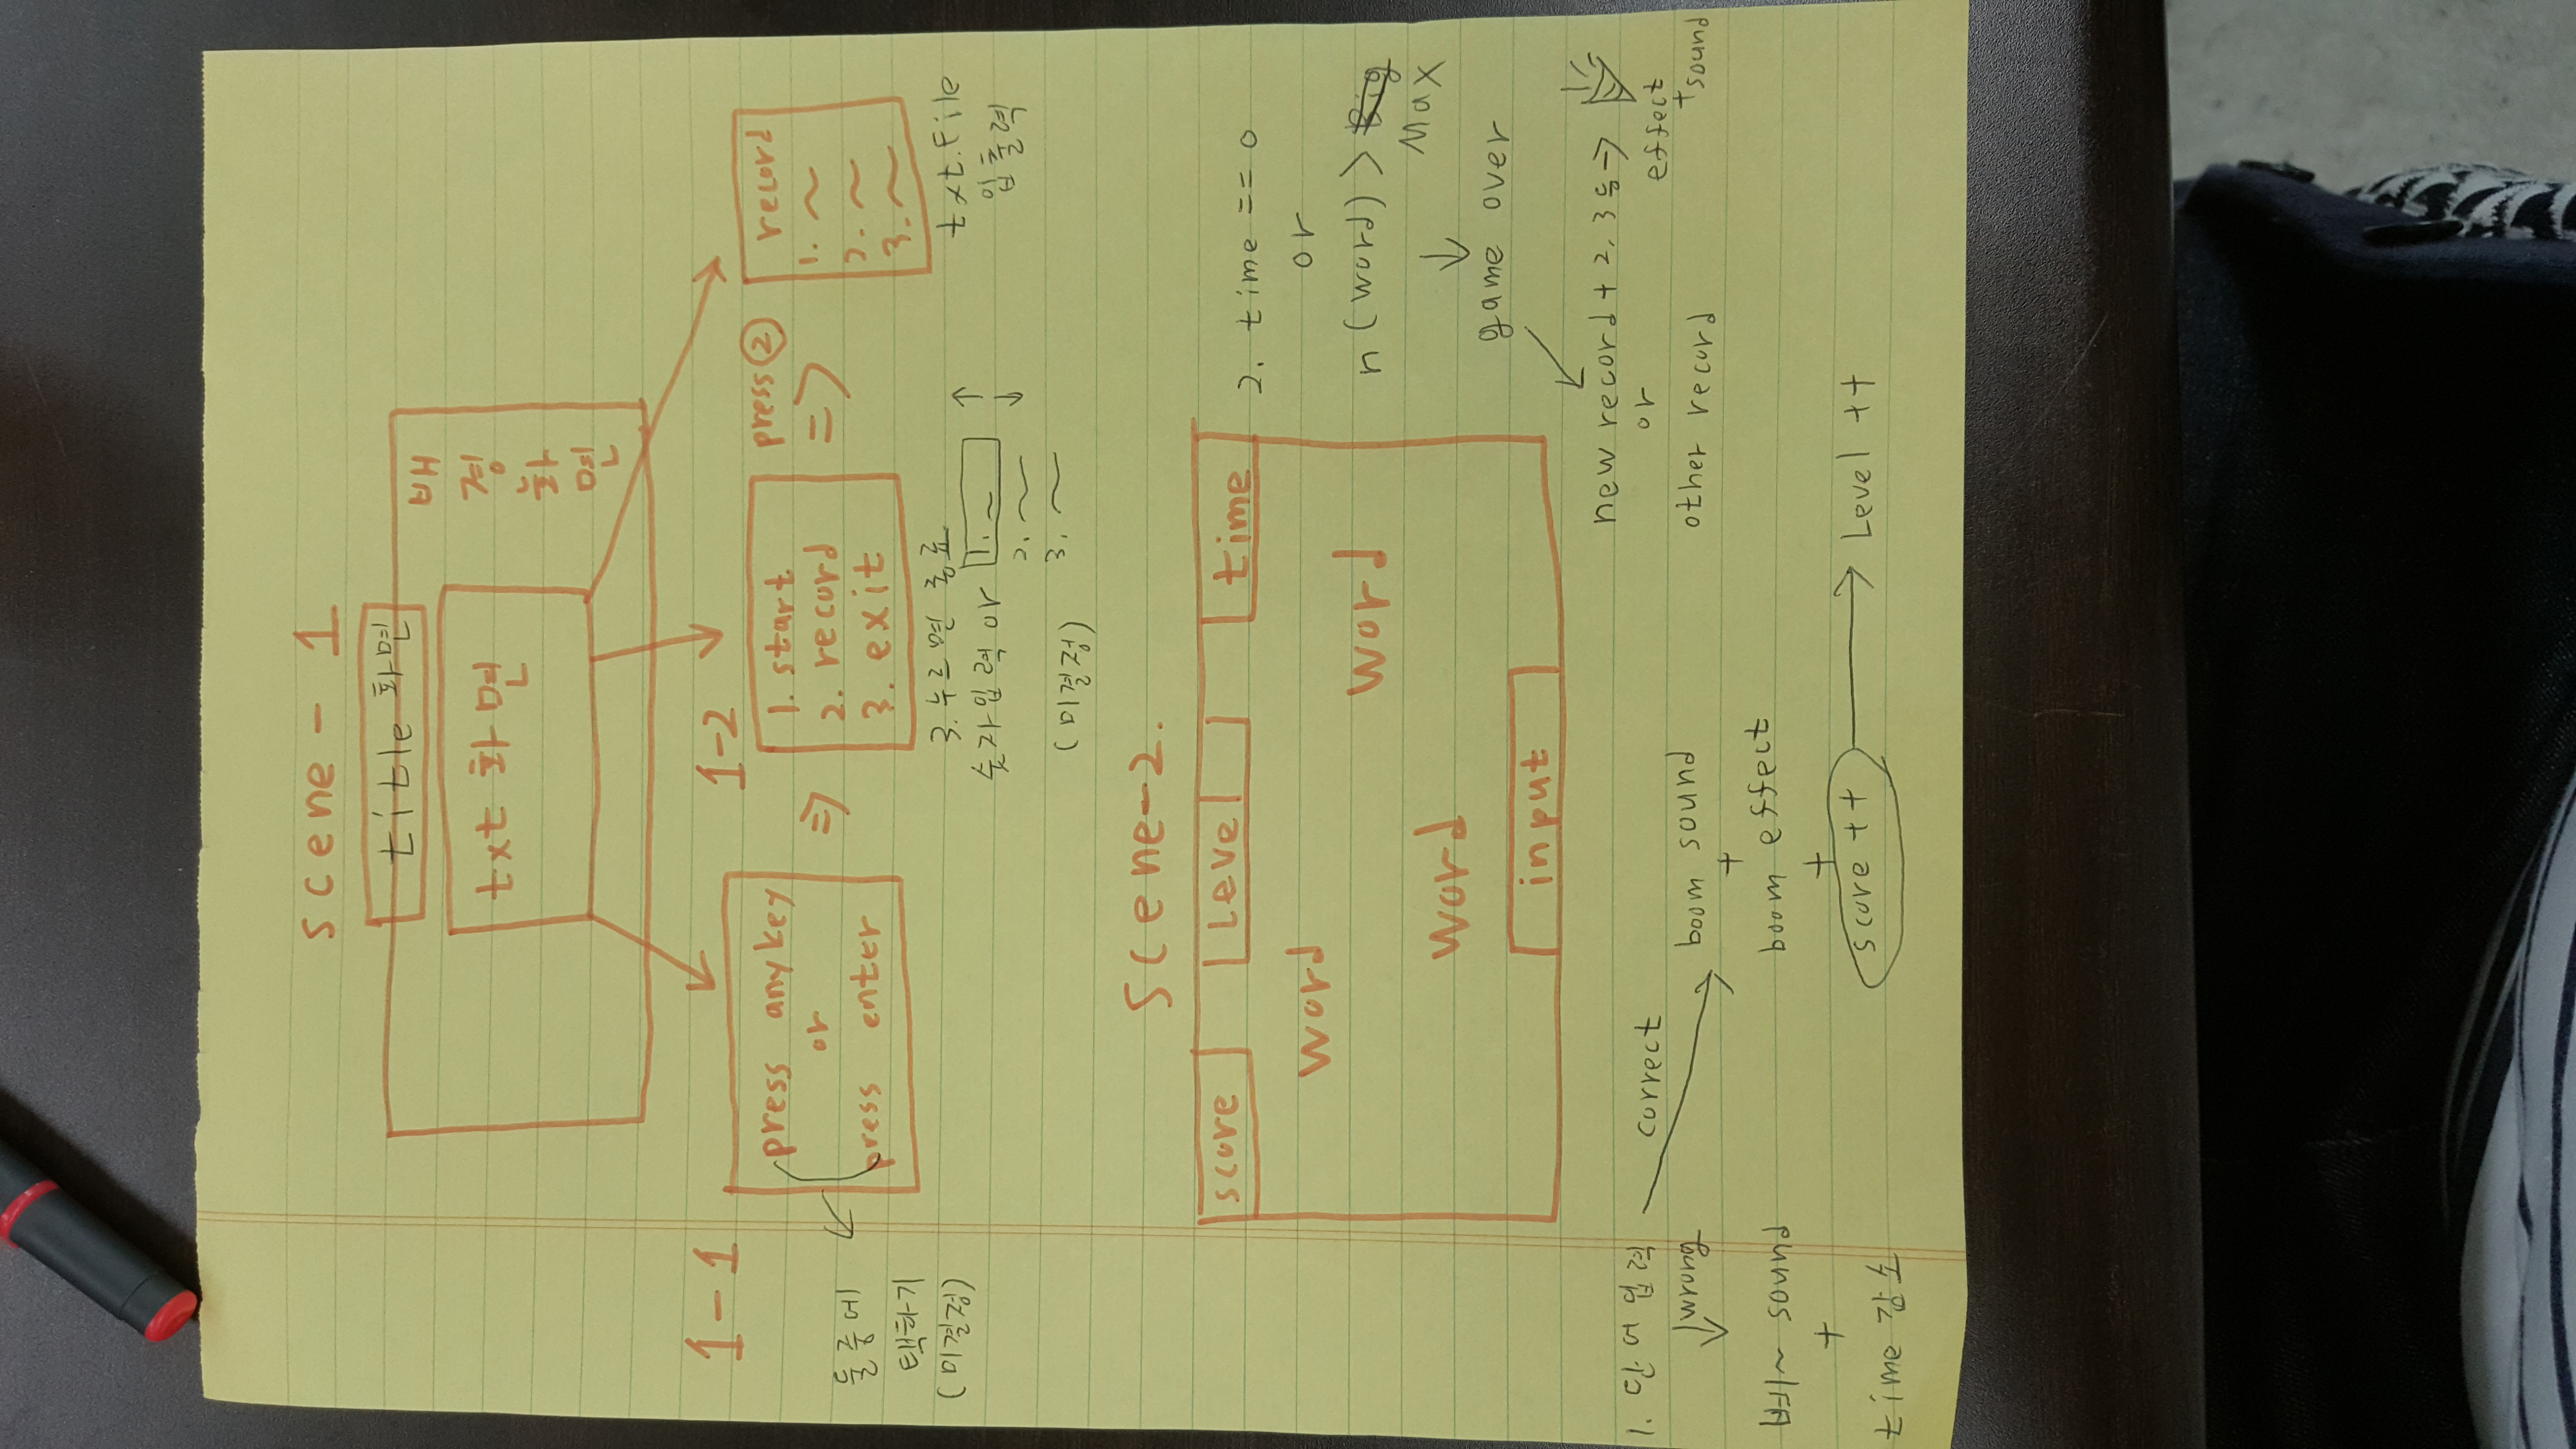 scene - 1
title 화면
txt 화면
배
경
화
면
1-1
press any key
or
press enter
둘중에
택하기
(미결정)
=>
1-2
1. start
2. record
3. exit
3. 누르면 종료
숫자입력 or 1. ~
2. ~
3. ~
(미결정)
press ②
=>
record
1. ~
2. ~
3. ~
txt.File
입출력
scene-2.
score
Level
time
word
word
word
input
2. time == 0
or
n (word) >
Max
game over
new record + 2, 3등 →
or
other record
effect
+ sound
1. 단어 입력
correct
wrong
삐~ sound
+
time 감소
boom sound
+
boom effect
+
score ++
Level ++